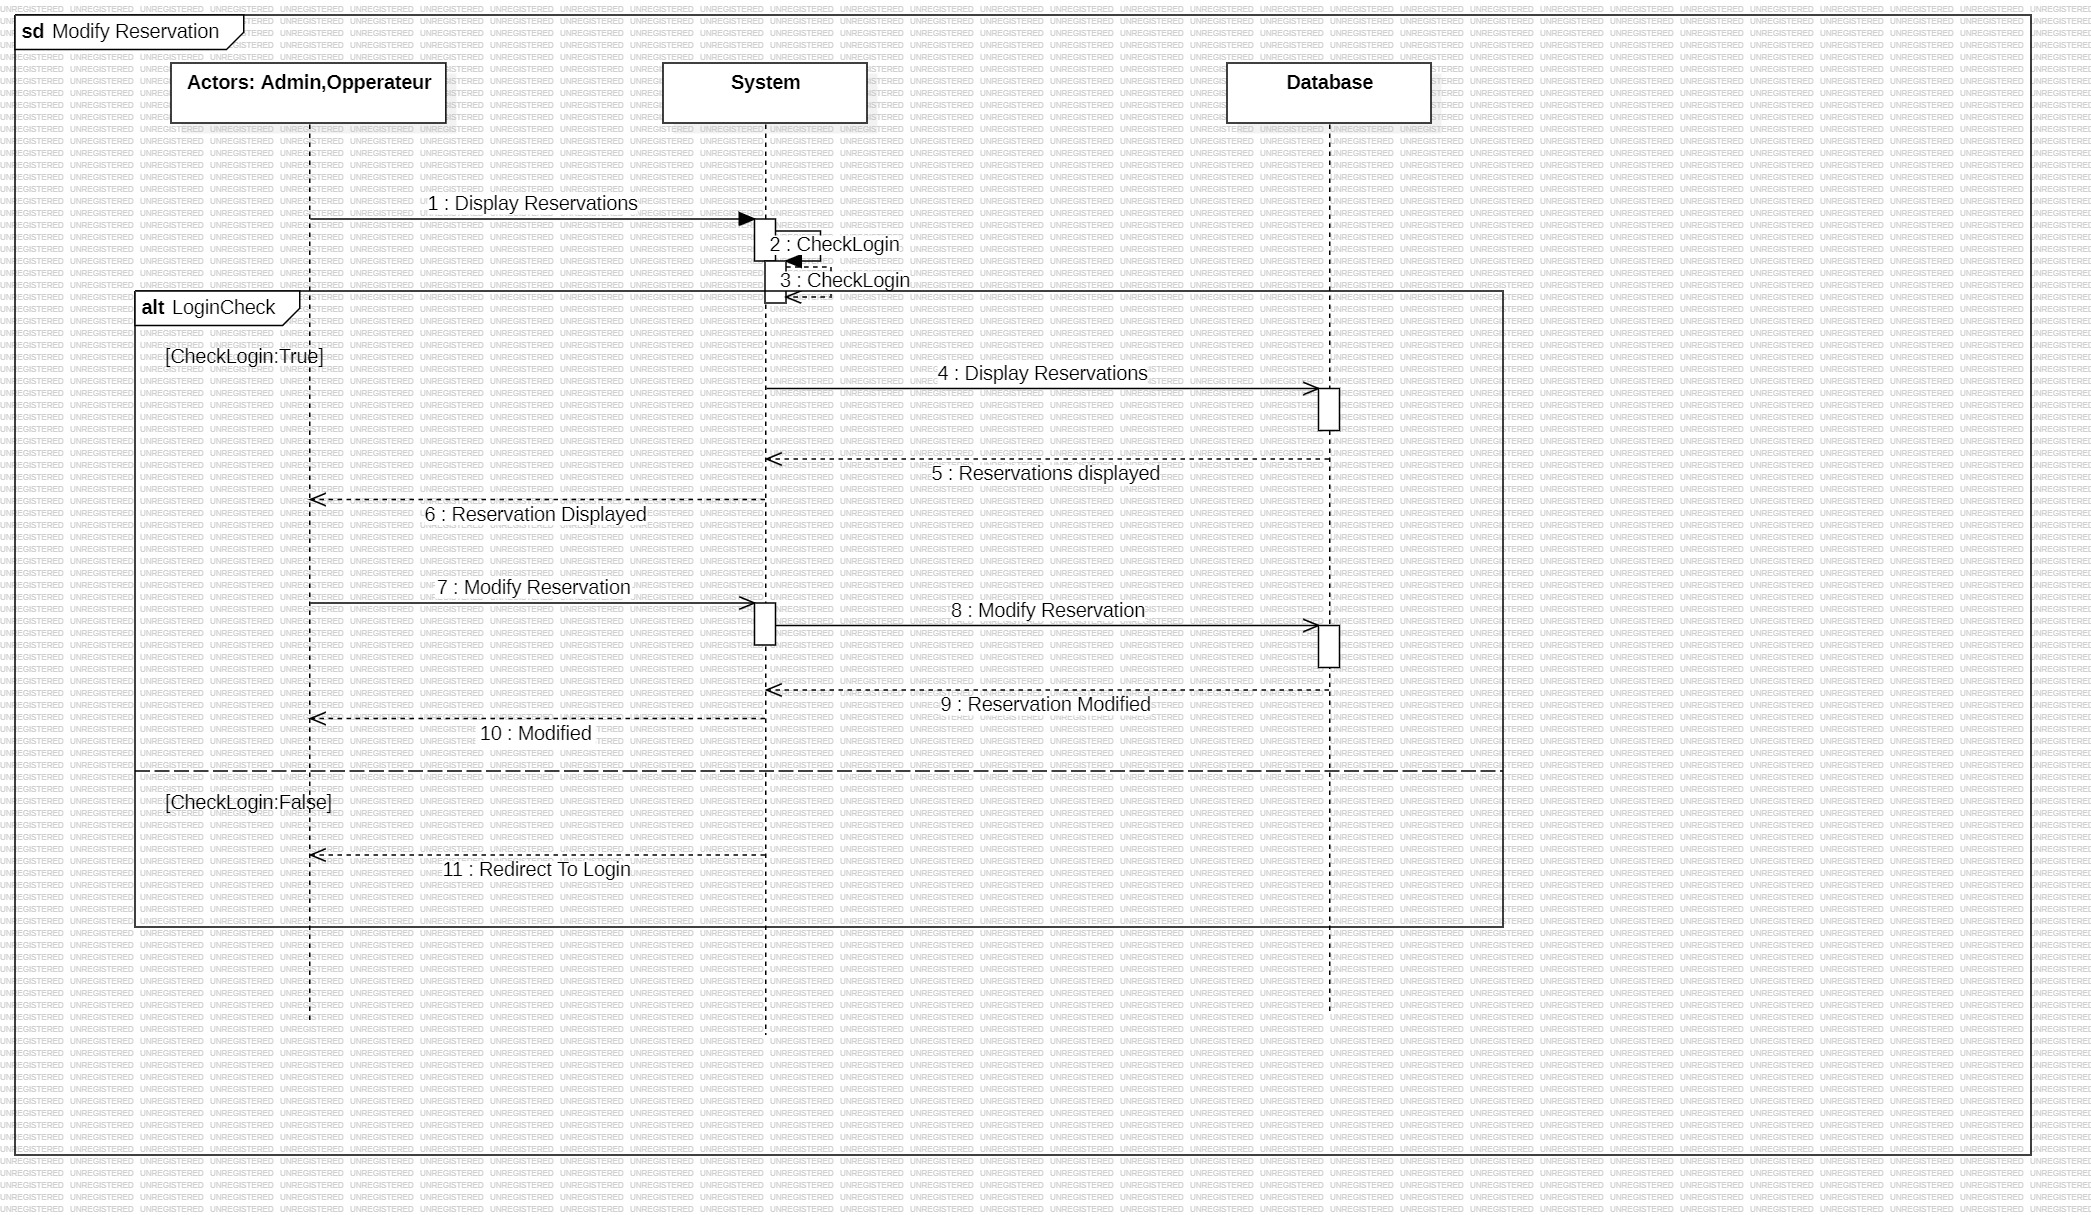 sd Modify Reservation
Actors: Admin,Opperateur
System
Database
1 : Display Reservations
2 : CheckLogin
3 : CheckLogin
alt LoginCheck
[CheckLogin:True]
4 : Display Reservations
5 : Reservations displayed
6 : Reservation Displayed
7 : Modify Reservation
8 : Modify Reservation
9 : Reservation Modified
10 : Modified
[CheckLogin:False]
11 : Redirect To Login
UNREGISTERED